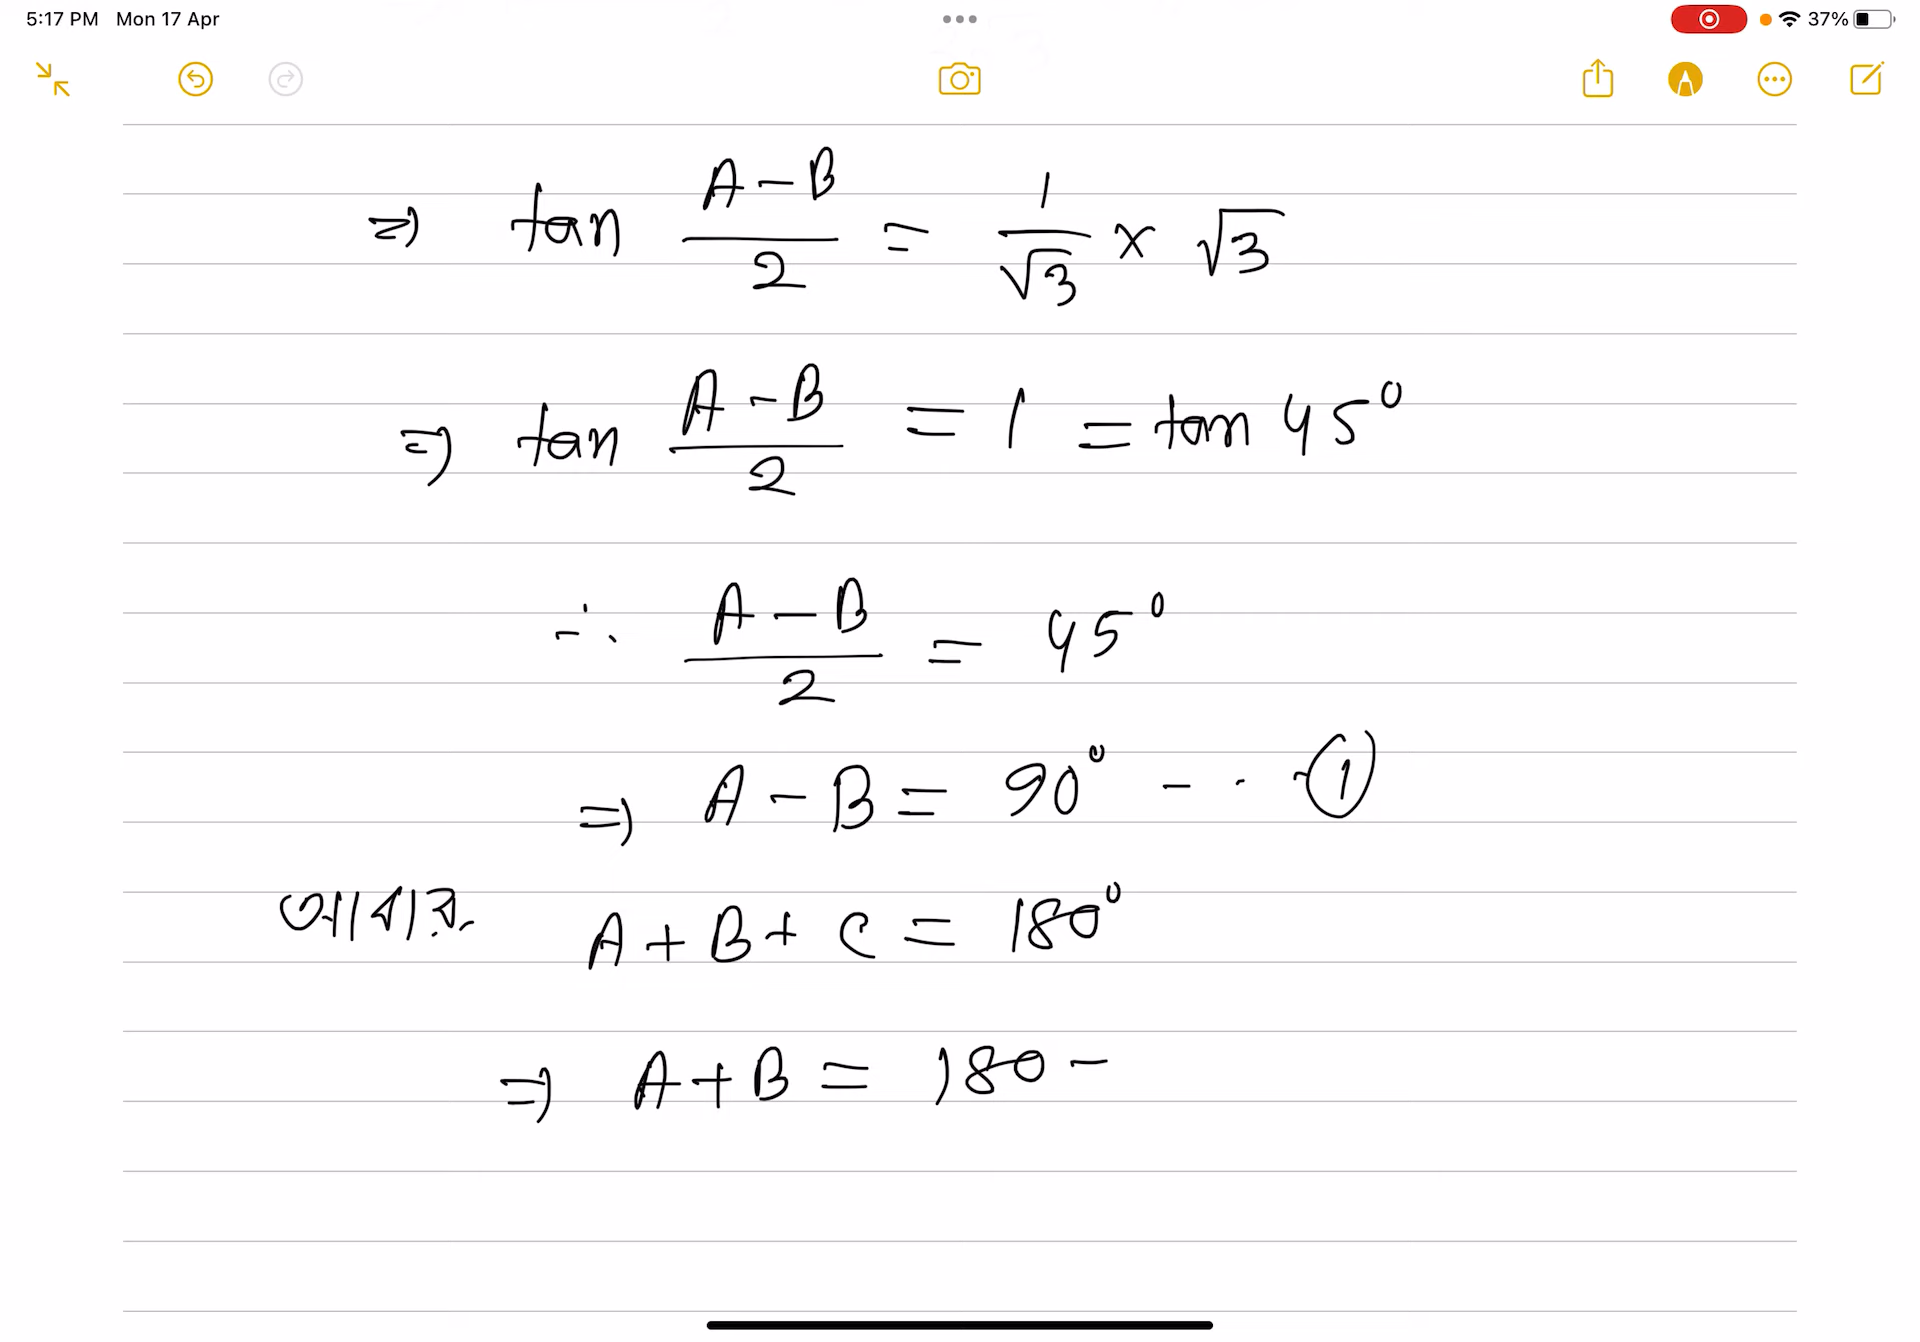 5:17 PM Mon 17 Apr 37%
⇒ tan (A-B)/2 = 1/√3 × √3
⇒ tan (A-B)/2 = 1 = tan 45°
∴ (A-B)/2 = 45°
⇒ A-B = 90° - - - ①
আবার, A+B+C = 180°
⇒ A+B = 180 -